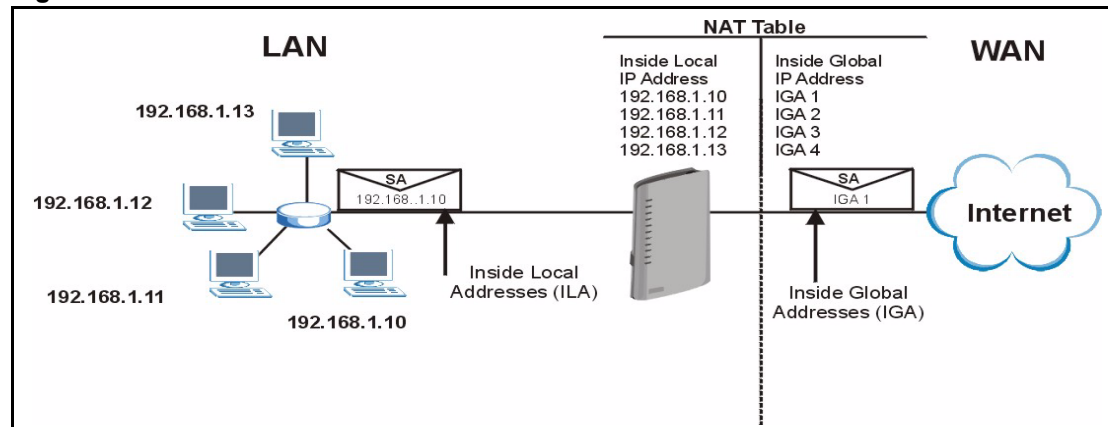 LAN
NAT Table
WAN
Inside Local
IP Address
192.168.1.10
192.168.1.11
192.168.1.12
192.168.1.13
Inside Global
IP Address
IGA 1
IGA 2
IGA 3
IGA 4
192.168.1.13
192.168.1.12
192.168.1.11
192.168.1.10
SA
192.168..1.10
Inside Local
Addresses (ILA)
SA
IGA 1
Inside Global
Addresses (IGA)
Internet